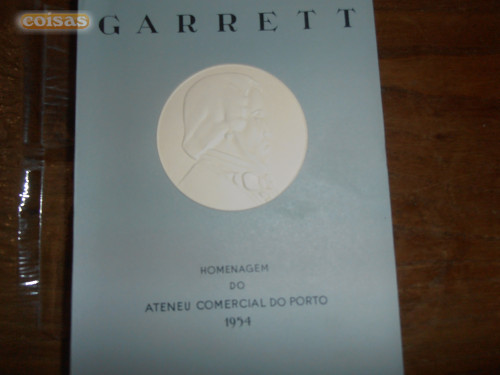 coisas
GARRETT
HOMENAGEM
DO
ATENEU COMERCIAL DO PORTO
1954